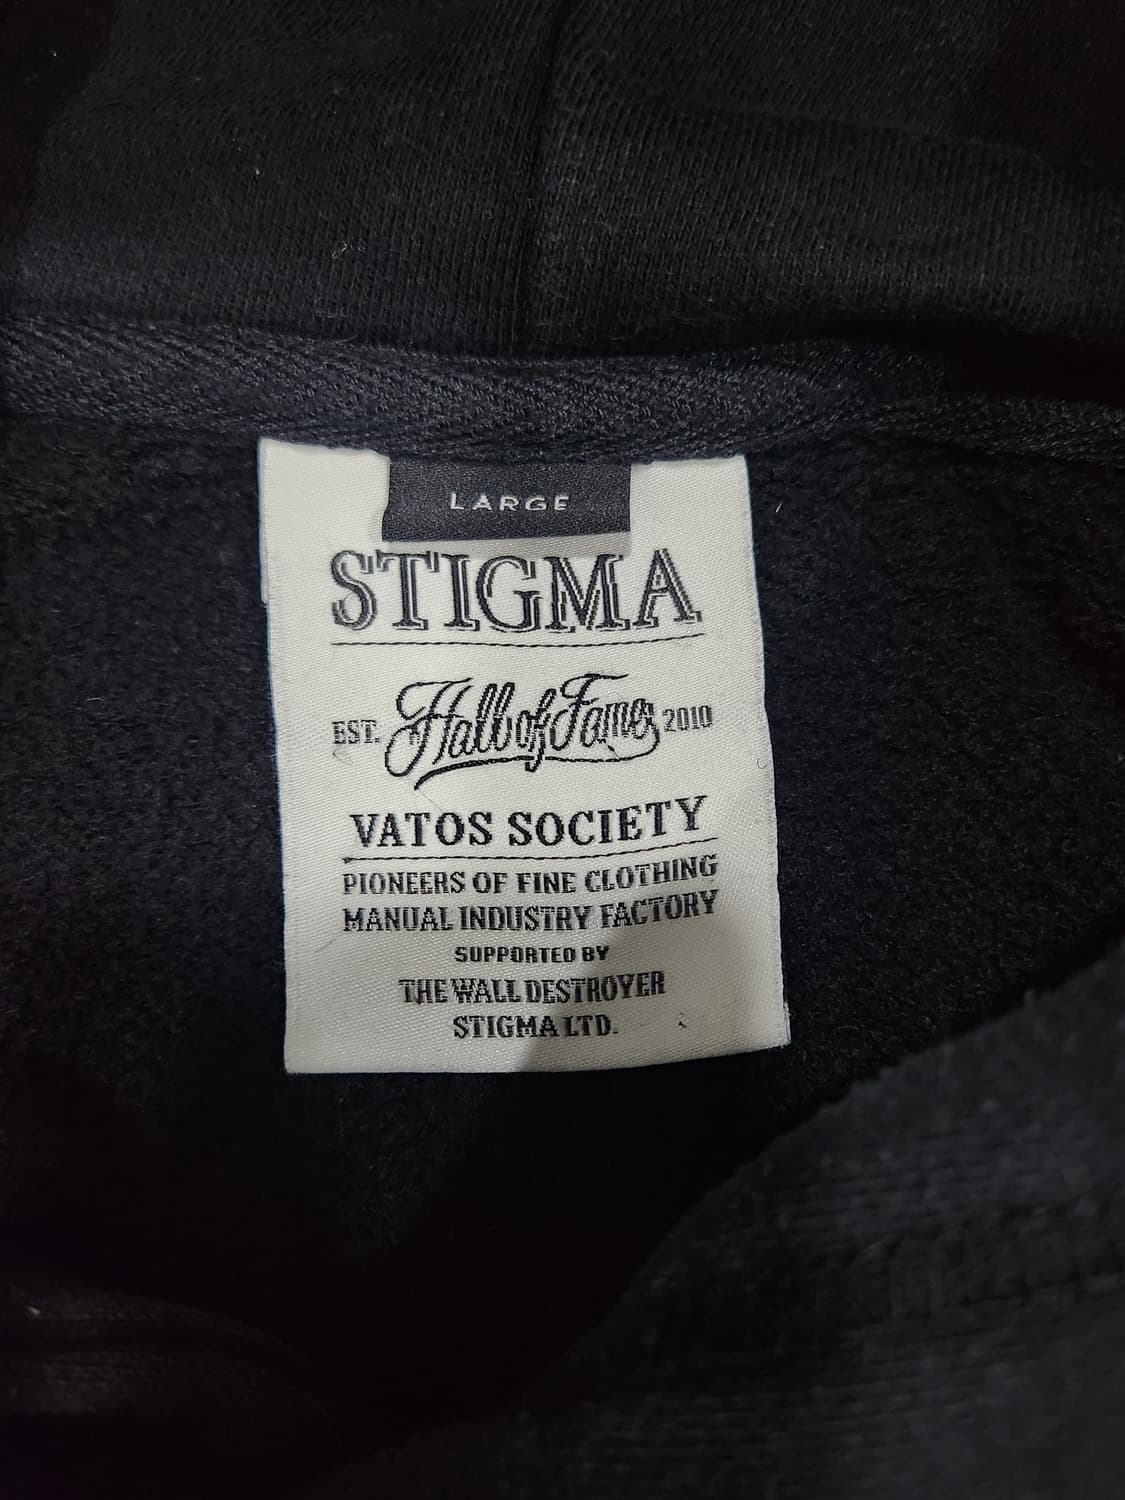 LARGE
STIGMA
EST. Hall of Fame 2010
VATOS SOCIETY
PIONEERS OF FINE CLOTHING
MANUAL INDUSTRY FACTORY
SUPPORTED BY
THE WALL DESTROYER
STIGMA LTD.